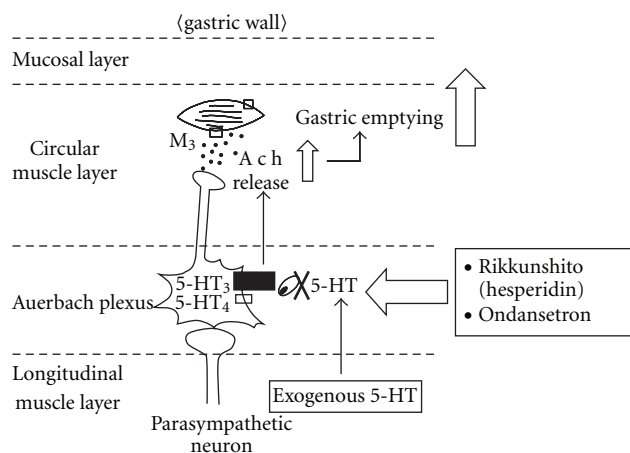 ⟨gastric wall⟩
Mucosal layer
Gastric emptying
M3
A c h
release
Circular
muscle layer
5-HT3
5-HT4
5-HT
Auerbach plexus
• Rikkunshito
(hesperidin)
• Ondansetron
Longitudinal
muscle layer
Exogenous 5-HT
Parasympathetic
neuron